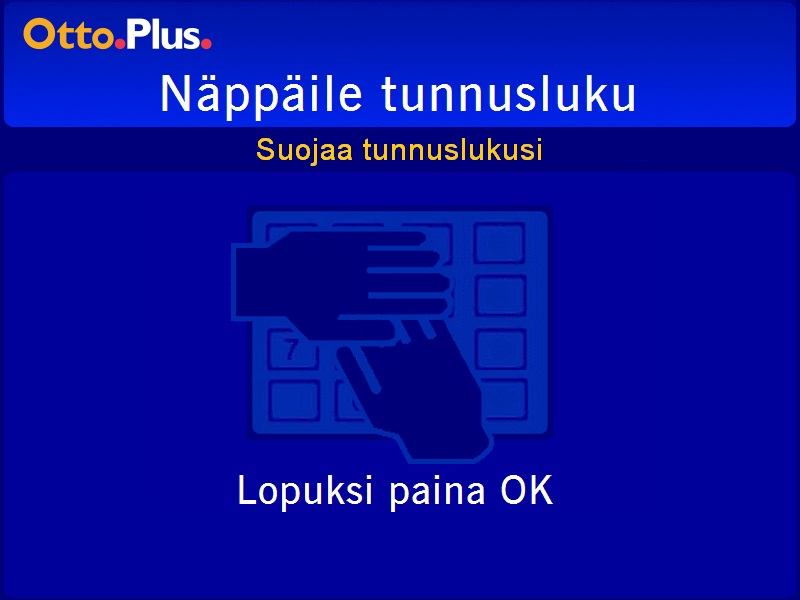 Otto.Plus.
Näppäile tunnusluku
Suojaa tunnuslukusi
7
Lopuksi paina OK